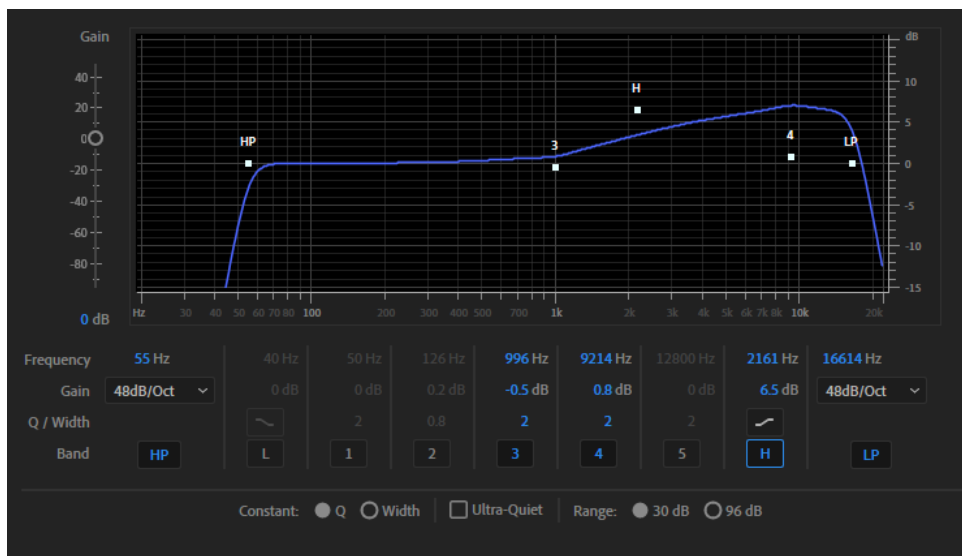 Gain
dB
40
20
0
-20
-40
-60
-80
0 dB
HP
3
H
4
LP
10
5
0
-5
-10
-15
Hz 30 40 50 60 70 80 100 200 300 400 500 700 1k 2k 3k 4k 5k 6k 7k 8k 10k 20k
Frequency 55 Hz 40 Hz 50 Hz 126 Hz 996 Hz 9214 Hz 12800 Hz 2161 Hz 16614 Hz
Gain 48dB/Oct 0 dB 0 dB 0.2 dB -0.5 dB 0.8 dB 0 dB 6.5 dB 48dB/Oct
Q / Width 2 0.8 2 2 2
Band HP L 1 2 3 4 5 H LP
Constant: Q Width Ultra-Quiet Range: 30 dB 96 dB